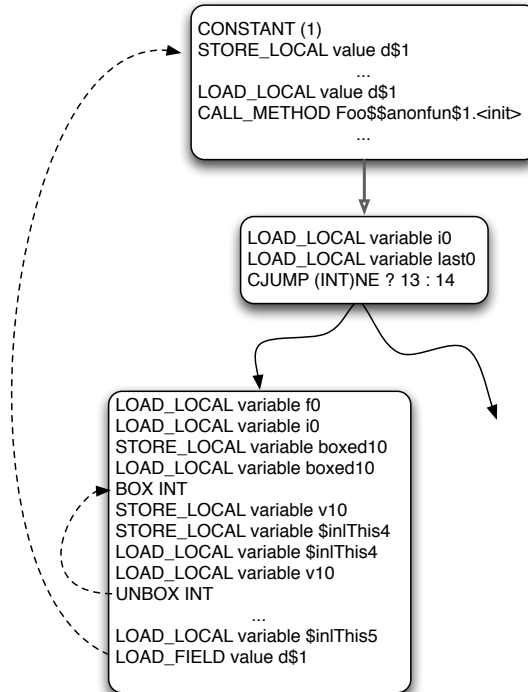 CONSTANT (1)
STORE_LOCAL value d$1
...
LOAD_LOCAL value d$1
CALL_METHOD Foo$$anonfun$1.<init>
...
LOAD_LOCAL variable i0
LOAD_LOCAL variable last0
CJUMP (INT)NE ? 13 : 14
LOAD_LOCAL variable f0
LOAD_LOCAL variable i0
STORE_LOCAL variable boxed10
LOAD_LOCAL variable boxed10
BOX INT
STORE_LOCAL variable v10
STORE_LOCAL variable $inlThis4
LOAD_LOCAL variable $inlThis4
LOAD_LOCAL variable v10
UNBOX INT
...
LOAD_LOCAL variable $inlThis5
LOAD_FIELD value d$1